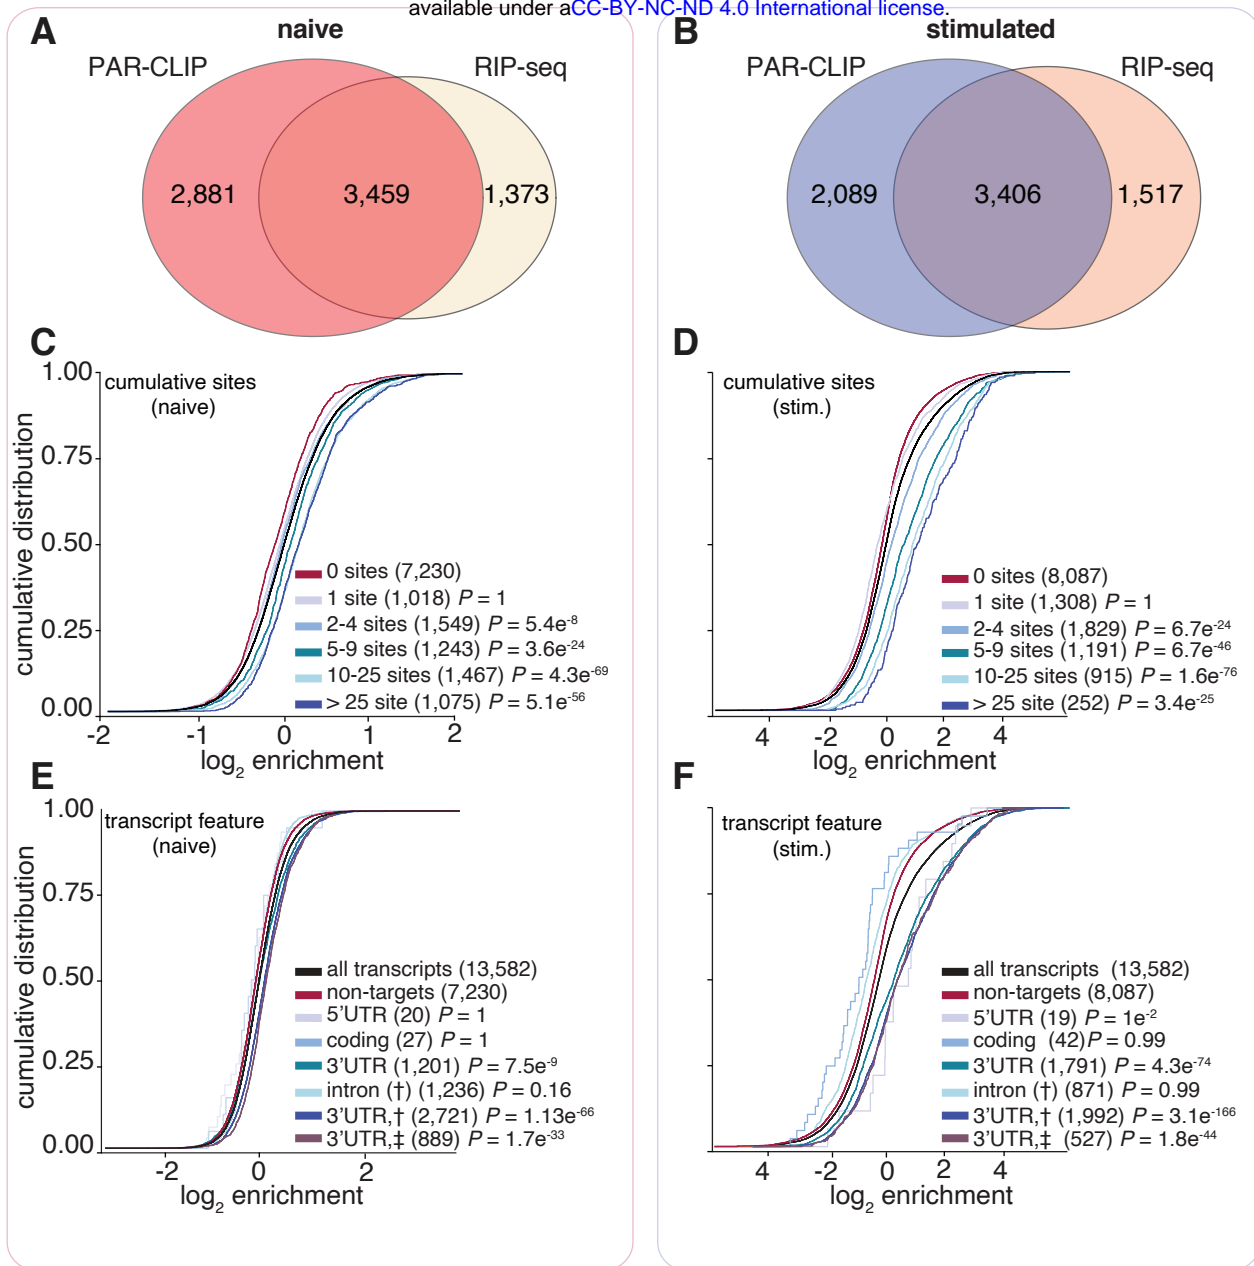 available under aCC-BY-NC-ND 4.0 International license.
A
naive
PAR-CLIP
RIP-seq
2,881
3,459
1,373
B
stimulated
PAR-CLIP
RIP-seq
2,089
3,406
1,517
C
cumulative sites
(naive)
cumulative distribution
1.00
0.75
0.50
0.25
0.00
0 sites (7,230)
1 site (1,018) P = 1
2-4 sites (1,549) P = 5.4e-8
5-9 sites (1,243) P = 3.6e-24
10-25 sites (1,467) P = 4.3e-69
> 25 site (1,075) P = 5.1e-56
-2 -1 0 1 2
log2 enrichment
D
cumulative sites
(stim.)
0 sites (8,087)
1 site (1,308) P = 1
2-4 sites (1,829) P = 6.7e-24
5-9 sites (1,191) P = 6.7e-46
10-25 sites (915) P = 1.6e-76
> 25 site (252) P = 3.4e-25
4 -2 0 2 4
log2 enrichment
E
transcript feature
(naive)
cumulative distribution
1.00
0.75
0.50
0.25
0.00
all transcripts (13,582)
non-targets (7,230)
5'UTR (20) P = 1
coding (27) P = 1
3'UTR (1,201) P = 7.5e-9
intron (†) (1,236) P = 0.16
3'UTR,† (2,721) P = 1.13e-66
3'UTR,‡ (889) P = 1.7e-33
-2 0 2
log2 enrichment
F
transcript feature
(stim.)
all transcripts (13,582)
non-targets (8,087)
5'UTR (19) P = 1e-2
coding (42)P = 0.99
3'UTR (1,791) P = 4.3e-74
intron (†) (871) P = 0.99
3'UTR,† (1,992) P = 3.1e-166
3'UTR,‡ (527) P = 1.8e-44
4 -2 0 2 4
log2 enrichment